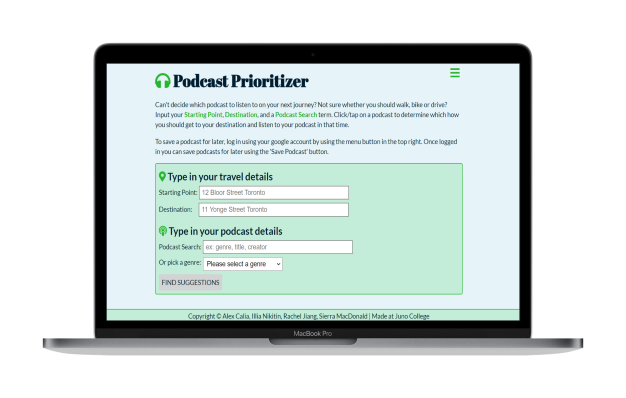 Podcast Prioritizer
Can't decide which podcast to listen to on your next journey? Not sure whether you should walk, bike or drive?
Input your Starting Point, Destination, and a Podcast Search term. Click/tap on a podcast to determine which how
you should get to your destination and listen to your podcast in that time.
To save a podcast for later, log in using your google account by using the menu button in the top right. Once logged
in you can save podcasts for later using the 'Save Podcast' button.
Type in your travel details
Starting Point: 12 Bloor Street Toronto
Destination: 11 Yonge Street Toronto
Type in your podcast details
Podcast Search: ex. genre, title, creator
Or pick a genre: Please select a genre
FIND SUGGESTIONS
Copyright © Alex Calia, Illia Nikitin, Rachel Jiang, Sierra MacDonald | Made at Juno College
MacBook Pro